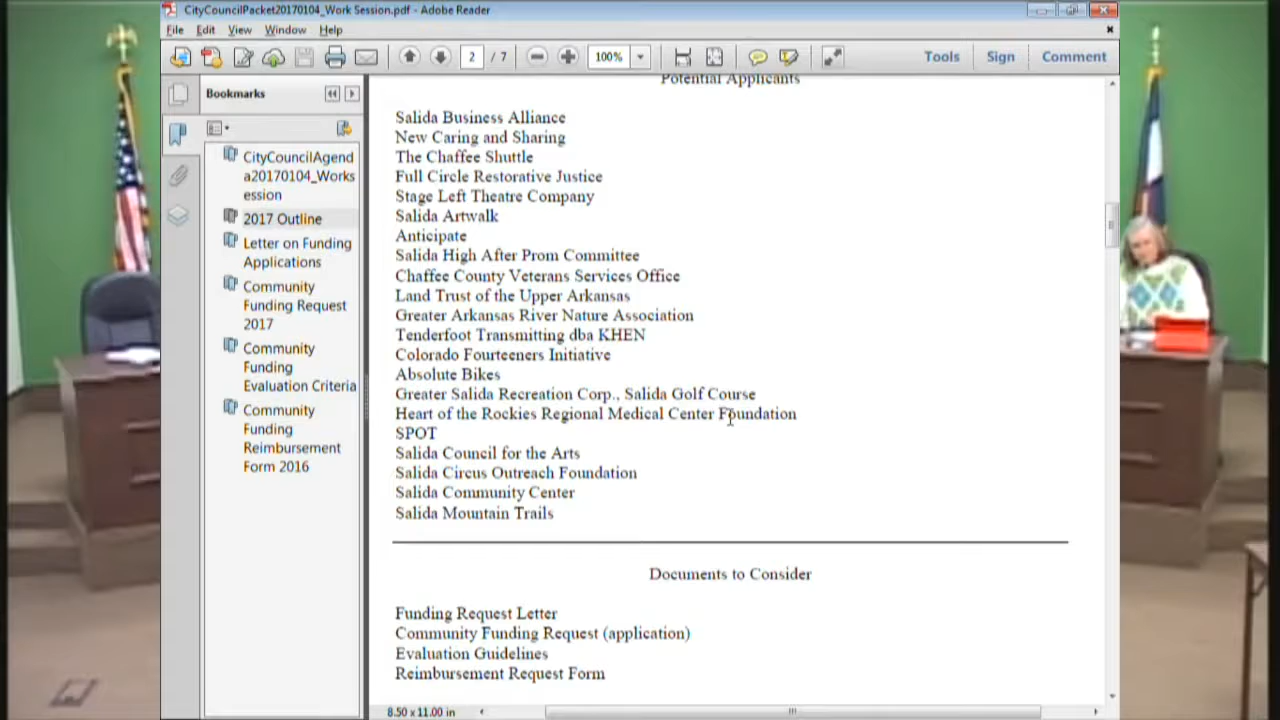 CityCouncilPacket20170104_Work Session.pdf - Adobe Reader
File Edit View Window Help
2 / 7
100%
Tools Sign Comment
Bookmarks
CityCouncilAgend
a20170104_Works
ession
2017 Outline
Letter on Funding
Applications
Community
Funding Request
2017
Community
Funding
Evaluation Criteria
Community
Funding
Reimbursement
Form 2016
Potential Applicants
Salida Business Alliance
New Caring and Sharing
The Chaffee Shuttle
Full Circle Restorative Justice
Stage Left Theatre Company
Salida Artwalk
Anticipate
Salida High After Prom Committee
Chaffee County Veterans Services Office
Land Trust of the Upper Arkansas
Greater Arkansas River Nature Association
Tenderfoot Transmitting dba KHEN
Colorado Fourteeners Initiative
Absolute Bikes
Greater Salida Recreation Corp., Salida Golf Course
Heart of the Rockies Regional Medical Center Foundation
SPOT
Salida Council for the Arts
Salida Circus Outreach Foundation
Salida Community Center
Salida Mountain Trails
Documents to Consider
Funding Request Letter
Community Funding Request (application)
Evaluation Guidelines
Reimbursement Request Form
8.50 x 11.00 in